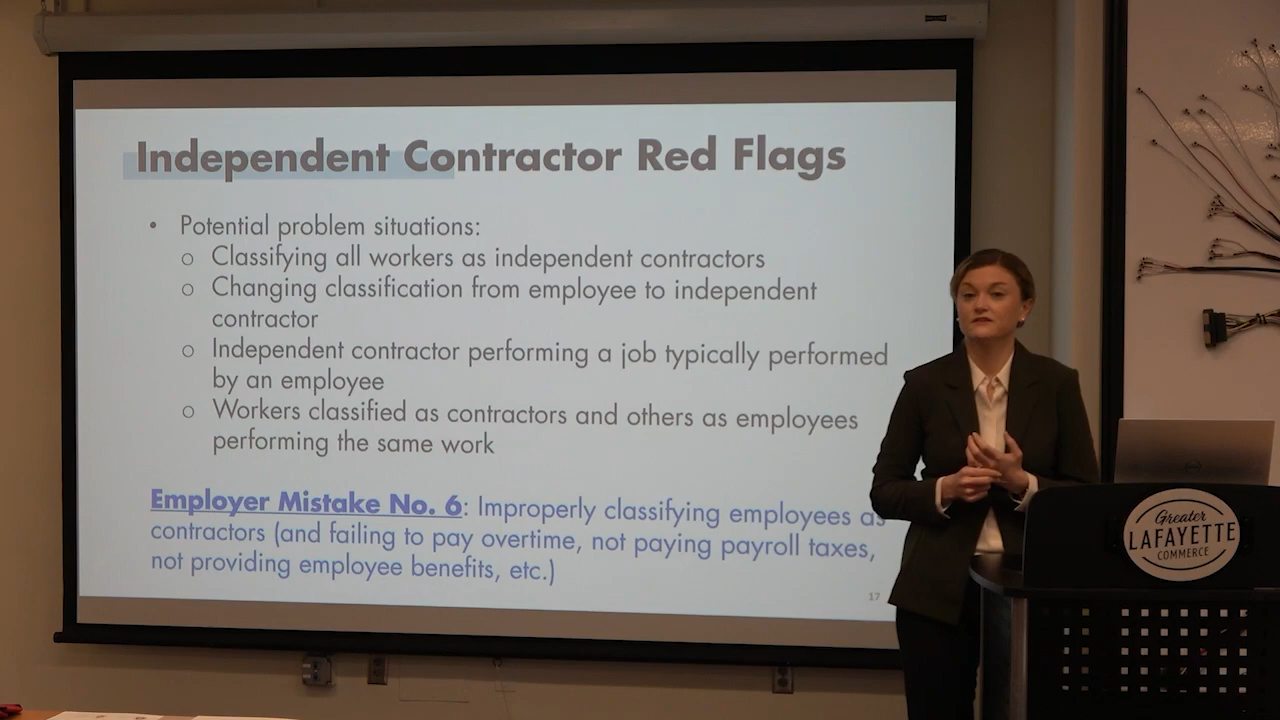 Independent Contractor Red Flags
• Potential problem situations:
o Classifying all workers as independent contractors
o Changing classification from employee to independent
contractor
o Independent contractor performing a job typically performed
by an employee
o Workers classified as contractors and others as employees
performing the same work
Employer Mistake No. 6: Improperly classifying employees as
contractors (and failing to pay overtime, not paying payroll taxes,
not providing employee benefits, etc.)
17
Greater
LAFAYETTE
COMMERCE